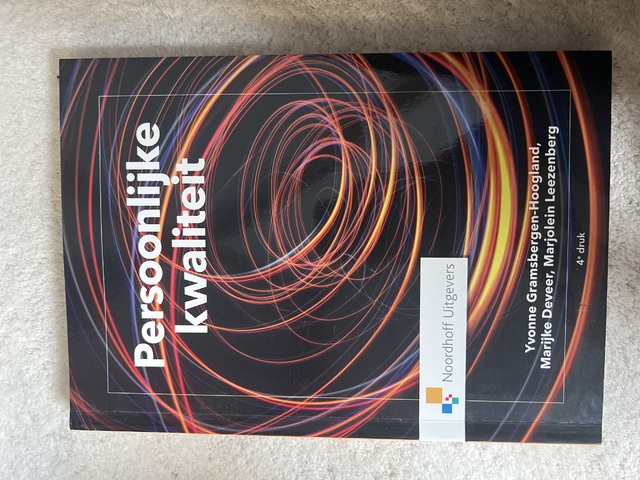 Persoonlijke
kwaliteit
Noordhoff Uitgevers
Yvonne Gramsbergen-Hoogland,
Marijke Deveer, Marjolein Leezenberg
4e druk